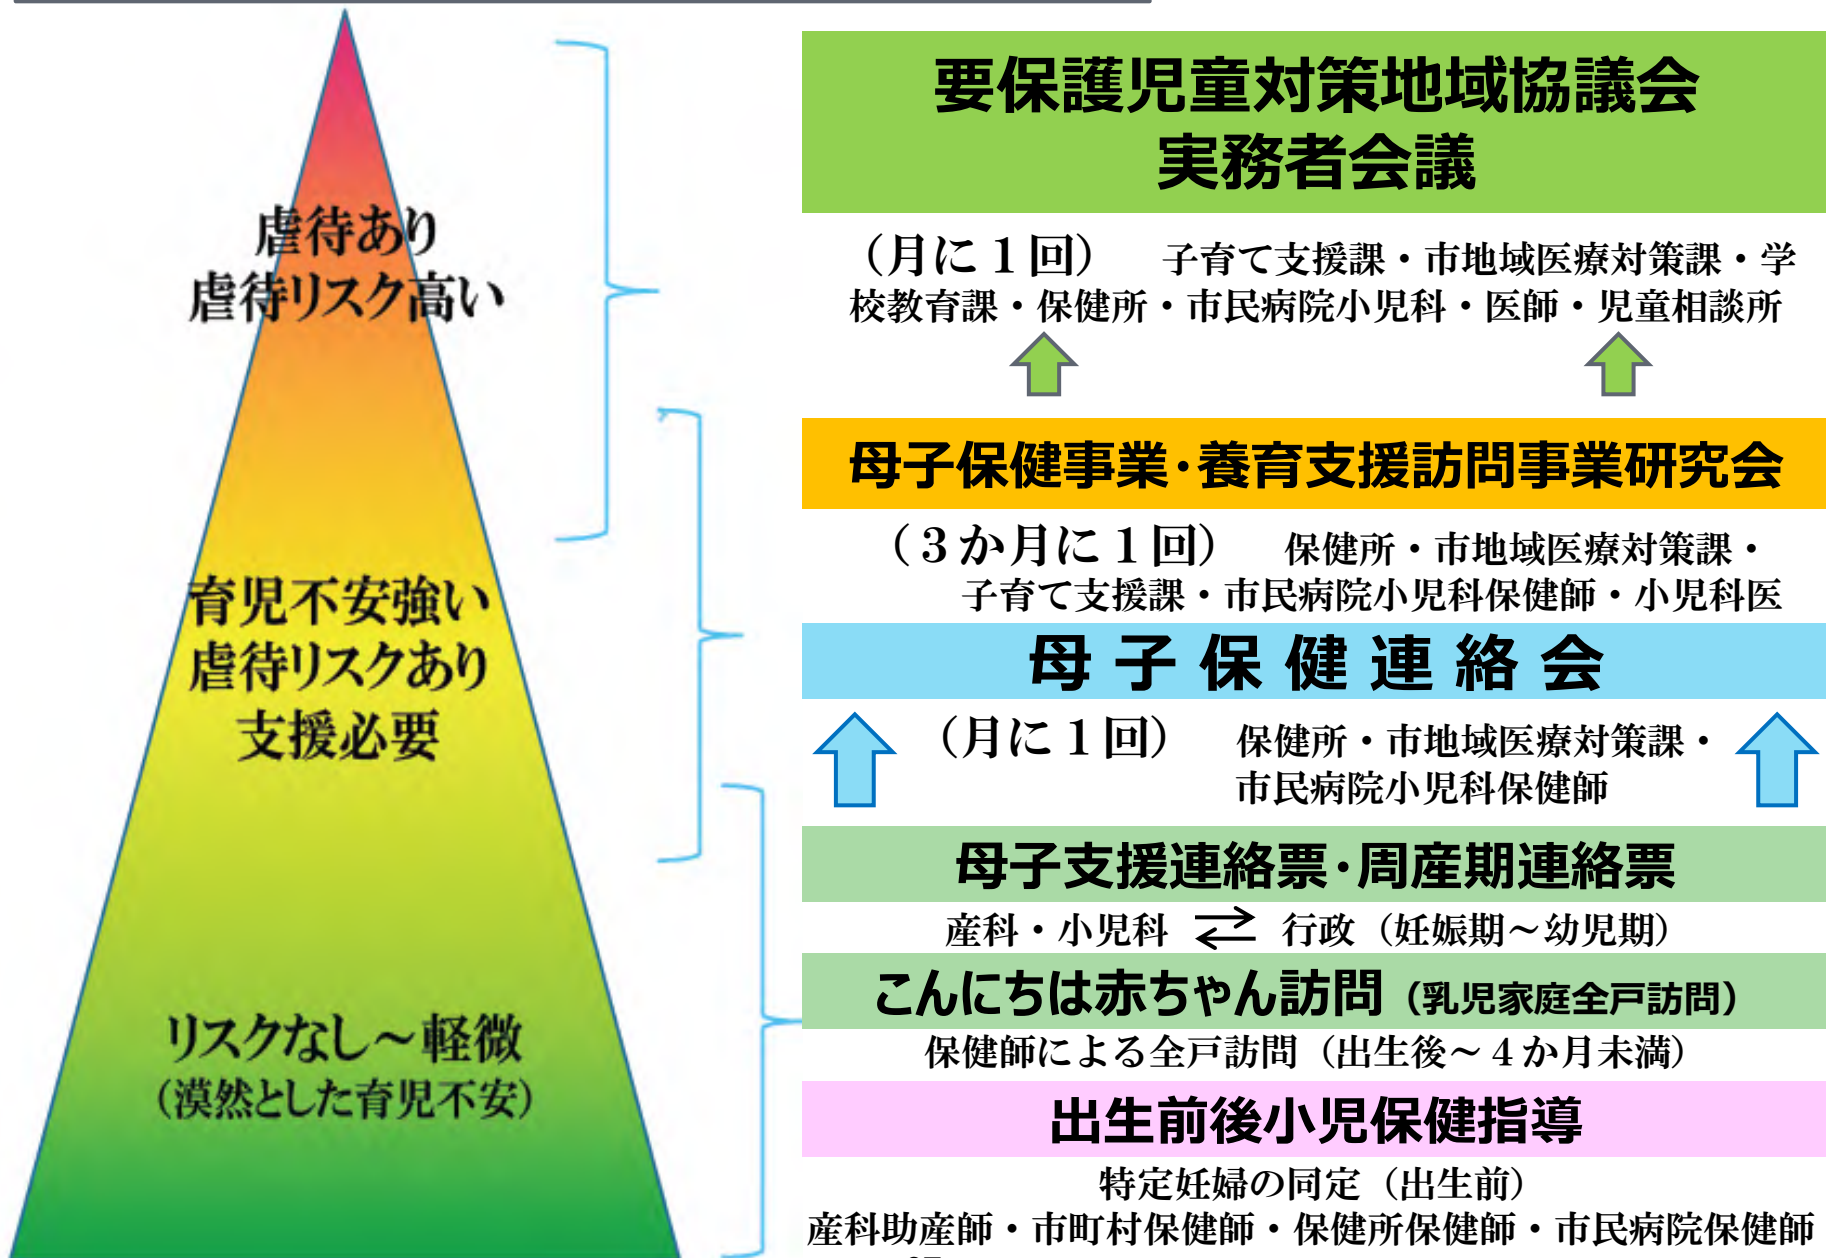 虐待あり
虐待リスク高い
育児不安強い
虐待リスクあり
支援必要
リスクなし～軽微
（漠然とした育児不安）
要保護児童対策地域協議会
実務者会議
（月に１回）　子育て支援課・市地域医療対策課・学
校教育課・保健所・市民病院小児科・医師・児童相談所
母子保健事業・養育支援訪問事業研究会
（３か月に１回）　保健所・市地域医療対策課・
子育て支援課・市民病院小児科保健師・小児科医
母子保健連絡会
（月に１回）　保健所・市地域医療対策課・
市民病院小児科保健師
母子支援連絡票・周産期連絡票
産科・小児科 ⇄ 行政（妊娠期～幼児期）
こんにちは赤ちゃん訪問（乳児家庭全戸訪問）
保健師による全戸訪問（出生後～４か月未満）
出生前後小児保健指導
特定妊婦の同定（出生前）
産科助産師・市町村保健師・保健所保健師・市民病院保健師